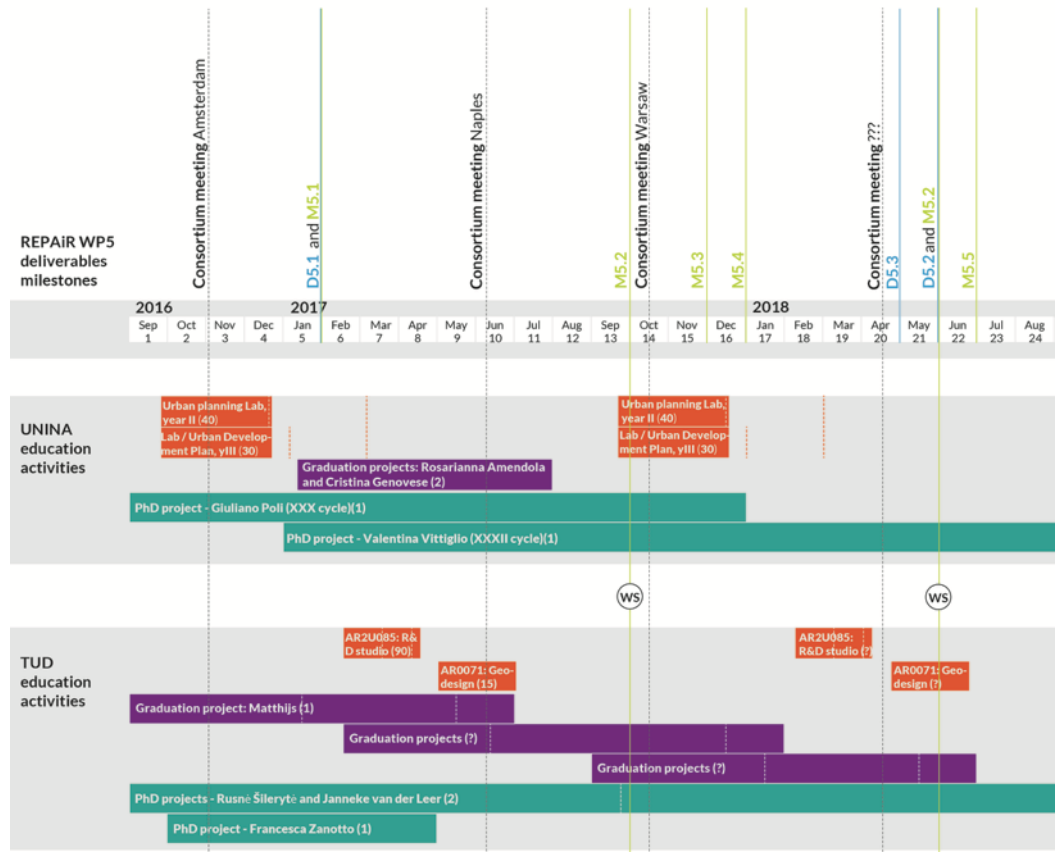 Consortium meeting Amsterdam
D5.1 and M5.1
Consortium meeting Naples
M5.2
Consortium meeting Warsaw
M5.3
M5.4
Consortium meeting ???
D5.3
D5.2 and M5.2
M5.5
REPAiR WP5
deliverables
milestones
2016 2017 2018
Sep Oct Nov Dec Jan Feb Mar Apr May Jun Jul Aug Sep Oct Nov Dec Jan Feb Mar Apr May Jun Jul Aug
1 2 3 4 5 6 7 8 9 10 11 12 13 14 15 16 17 18 19 20 21 22 23 24
UNINA
education
activities
Urban planning Lab,
year II (40)
Lab / Urban Develop-
ment Plan, yIII (30)
Urban planning Lab,
year II (40)
Lab / Urban Develop-
ment Plan, yIII (30)
Graduation projects: Rosarianna Amendola
and Cristina Genovese (2)
PhD project - Giuliano Poli (XXX cycle)(1)
PhD project - Valentina Vittiglio (XXXII cycle)(1)
WS
WS
TUD
education
activities
AR2U085: R&
D studio (90)
AR2U085:
R&D studio (?)
AR0071: Geo-
design (15)
AR0071: Geo-
design (?)
Graduation project: Matthijs (1)
Graduation projects (?)
Graduation projects (?)
PhD projects - Rusnė Šilerytė and Janneke van der Leer (2)
PhD project - Francesca Zanotto (1)